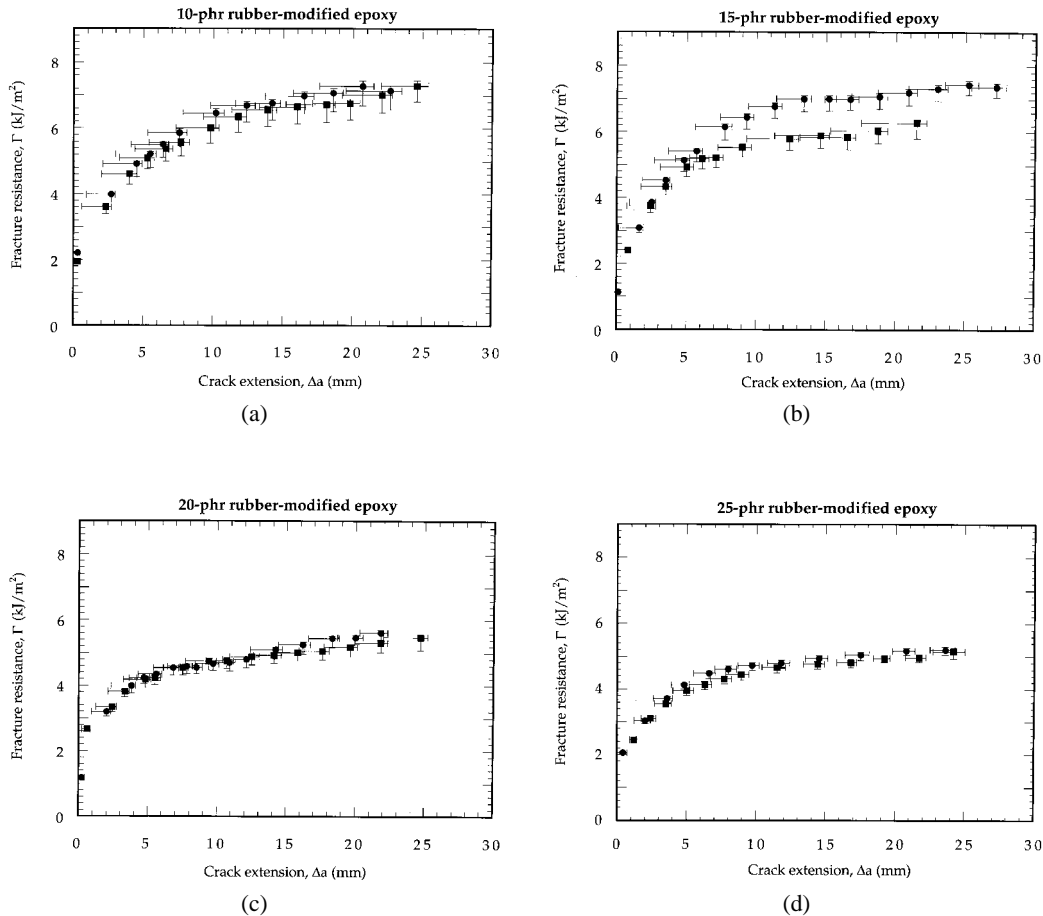 10-phr rubber-modified epoxy
Fracture resistance, Γ (kJ/m²)
8
6
4
2
0
0 5 10 15 20 25 30
Crack extension, Δa (mm)
(a)
15-phr rubber-modified epoxy
Fracture resistance, Γ (kJ/m²)
8
6
4
2
0
0 5 10 15 20 25 30
Crack extension, Δa (mm)
(b)
20-phr rubber-modified epoxy
Fracture resistance, Γ (kJ/m²)
8
6
4
2
0
0 5 10 15 20 25 30
Crack extension, Δa (mm)
(c)
25-phr rubber-modified epoxy
Fracture resistance, Γ (kJ/m²)
8
6
4
2
0
0 5 10 15 20 25 30
Crack extension, Δa (mm)
(d)